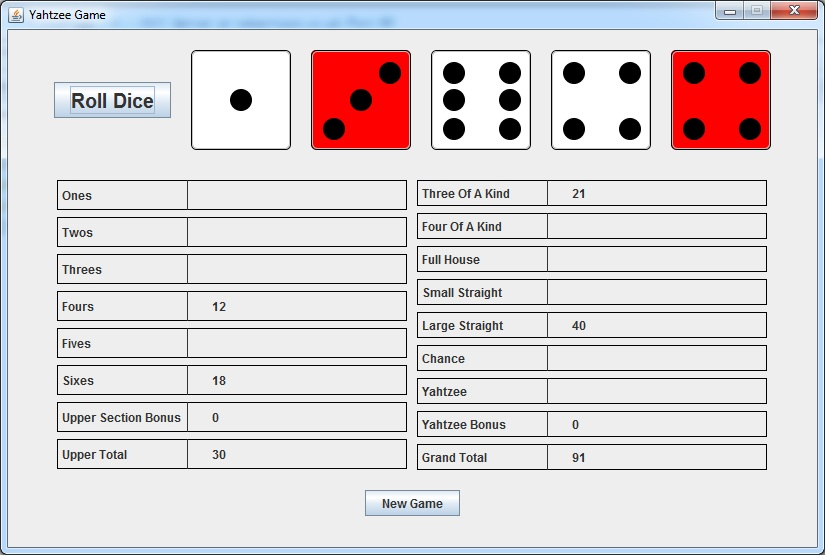 Yahtzee Game
Roll Dice
Ones
Twos
Threes
Fours 12
Fives
Sixes 18
Upper Section Bonus 0
Upper Total 30
Three Of A Kind 21
Four Of A Kind
Full House
Small Straight
Large Straight 40
Chance
Yahtzee
Yahtzee Bonus 0
Grand Total 91
New Game